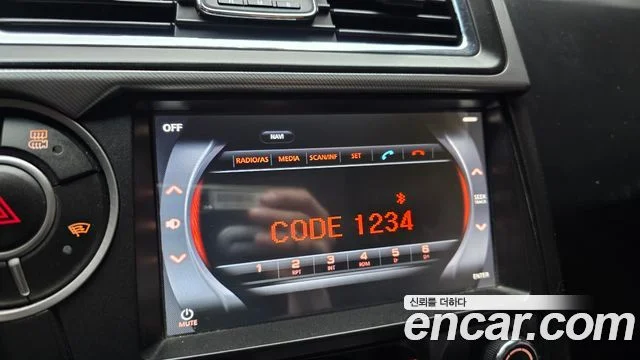 OFF
NAVI
RADIO/AS MEDIA SCAN/INF SET
SEEK
TRACK
CODE 1234
1 2 3 4 5 6
RPT INT RDM D- D+
ENTER
MUTE
신뢰를 더하다
encar.com